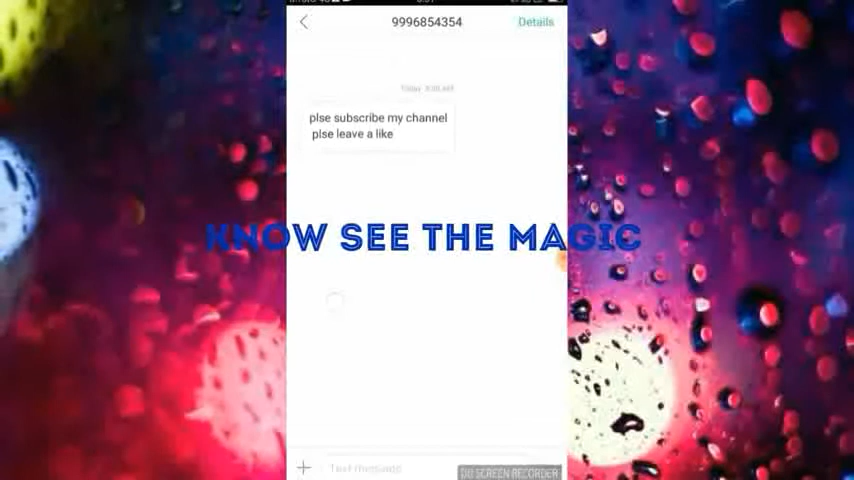 9996854354
Details
plse subscribe my channel
plse leave a like
KNOW SEE THE MAGIC
Text message
DU SCREEN RECORDER